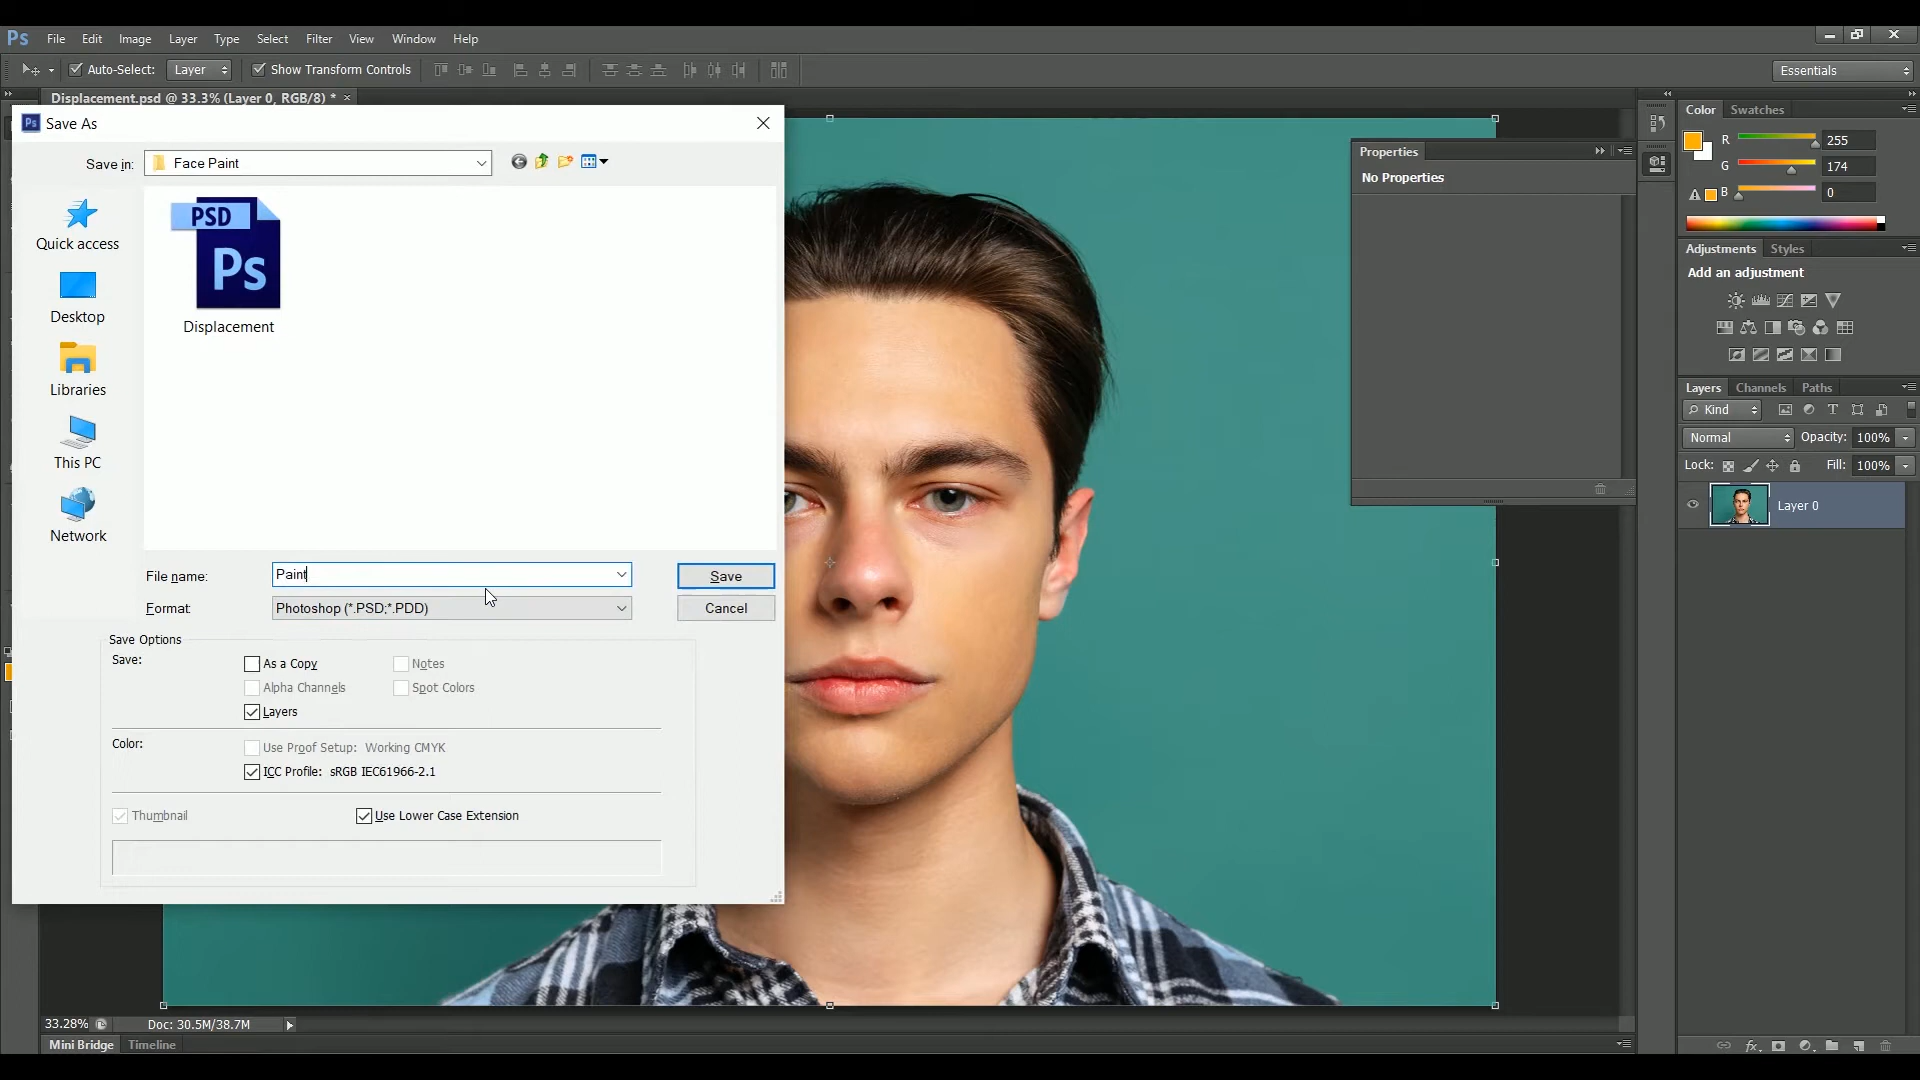 Ps File Edit Image Layer Type Select Filter View Window Help
Auto-Select: Layer Show Transform Controls Essentials
Displacement.psd @ 33.3% (Layer 0, RGB/8) * ×
Ps Save As
Save in: Face Paint
PSD
Ps
Displacement
Quick access
Desktop
Libraries
This PC
Network
File name: Paint Save
Format: Photoshop (*.PSD;*.PDD) Cancel
Save Options
Save: As a Copy Notes
Alpha Channels Spot Colors
Layers
Color: Use Proof Setup: Working CMYK
ICC Profile: sRGB IEC61966-2.1
Thumbnail Use Lower Case Extension
Properties
No Properties
Color Swatches
R 255
G 174
B 0
Adjustments Styles
Add an adjustment
Layers Channels Paths
Kind
Normal Opacity: 100%
Lock: Fill: 100%
Layer 0
33.28% Doc: 30.5M/38.7M
Mini Bridge Timeline
fx